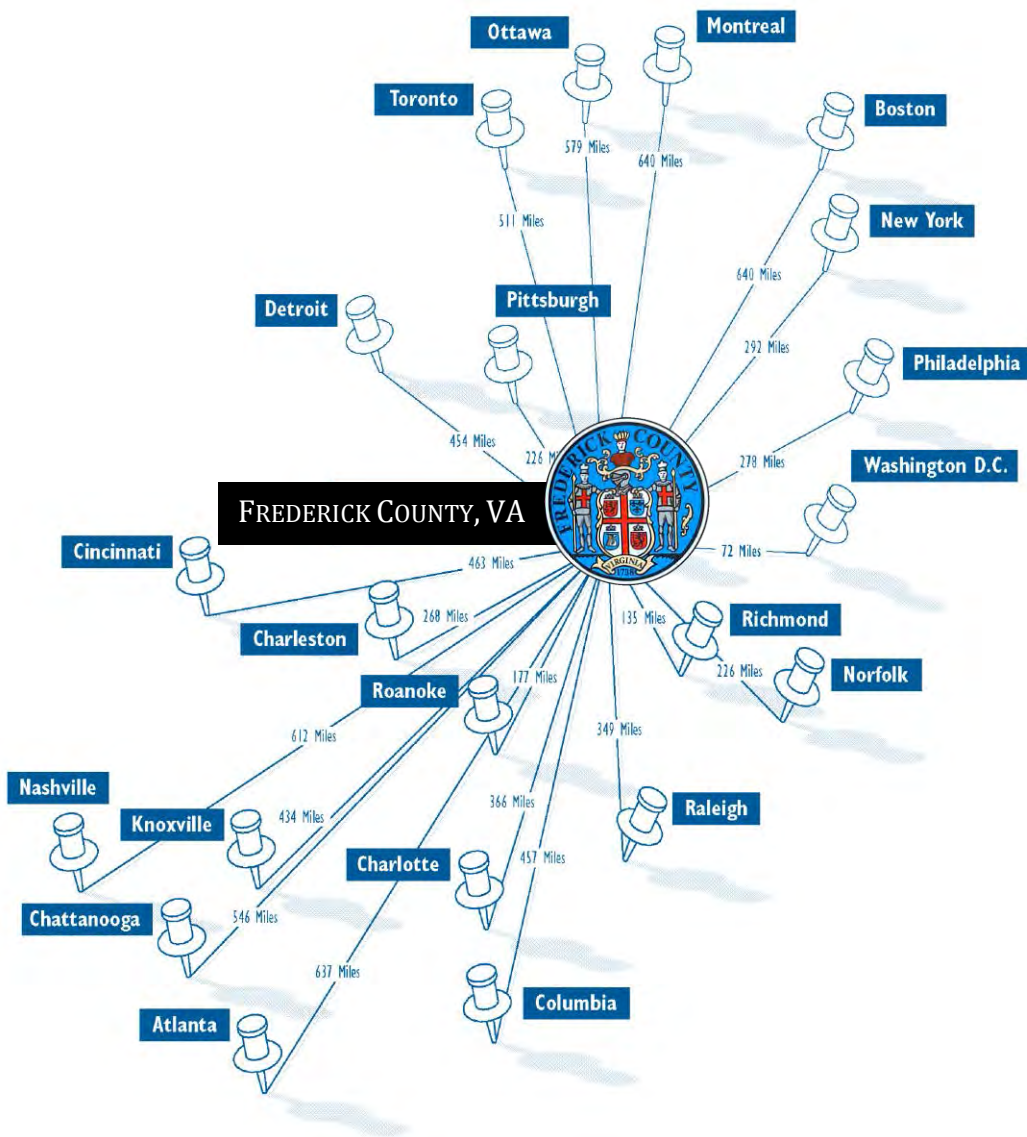 Ottawa
Montreal
Toronto
Boston
579 Miles
640 Miles
New York
511 Miles
640 Miles
Detroit
Pittsburgh
292 Miles
Philadelphia
454 Miles
226
278 Miles
Washington D.C.
FREDERICK COUNTY
FREDERICK COUNTY, VA
VIRGINIA
1738
72 Miles
Cincinnati
463 Miles
Charleston
268 Miles
135 Miles
Richmond
Roanoke
177 Miles
226 Miles
Norfolk
612 Miles
349 Miles
Nashville
Knoxville
434 Miles
366 Miles
Raleigh
Charlotte
457 Miles
Chattanooga
546 Miles
637 Miles
Columbia
Atlanta